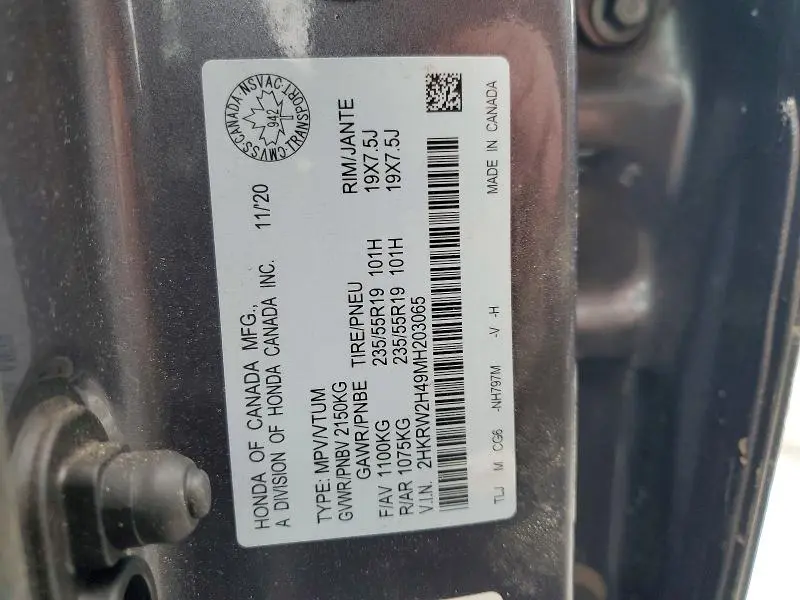 HONDA OF CANADA MFG., 11/'20
A DIVISION OF HONDA CANADA INC.
CMVSS-CANADA-NSVAC-TRANSPORT
942
TYPE: MPV/VTUM
GVWR/PNBV 2150KG
GAWR/PNBE TIRE/PNEU RIM/JANTE
F/AV 1100KG 235/55R19 101H 19X7.5J
R/AR 1075KG 235/55R19 101H 19X7.5J
V.I.N. 2HKRW2H49MH203065
TLJ M CG6 -NH797M -V -H MADE IN CANADA